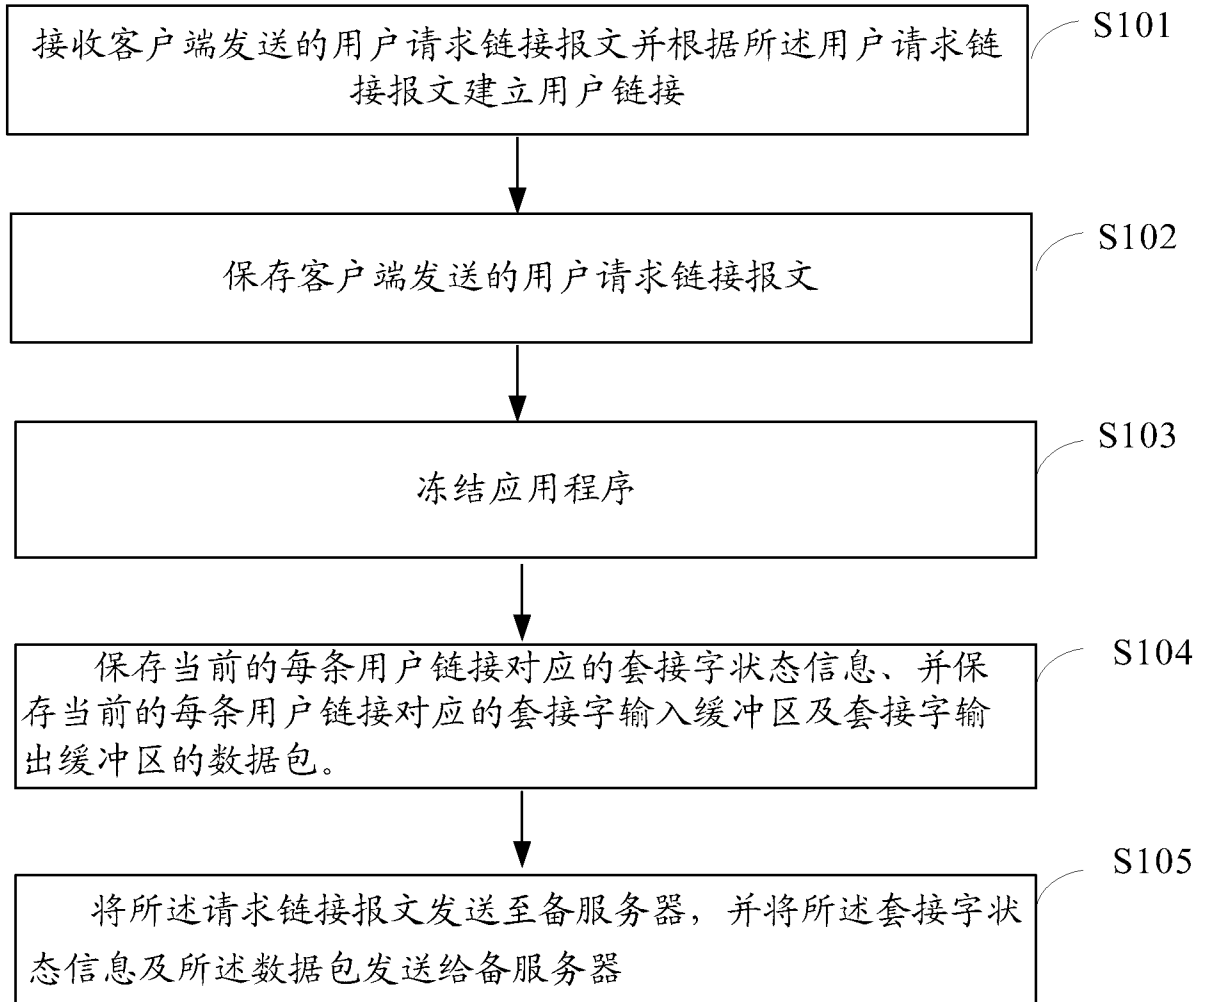 接收客户端发送的用户请求链接报文并根据所述用户请求链
接报文建立用户链接
S101
保存客户端发送的用户请求链接报文
S102
冻结应用程序
S103
保存当前的每条用户链接对应的套接字状态信息、并保
存当前的每条用户链接对应的套接字输入缓冲区及套接字输
出缓冲区的数据包。
S104
将所述请求链接报文发送至备服务器，并将所述套接字状
态信息及所述数据包发送给备服务器
S105